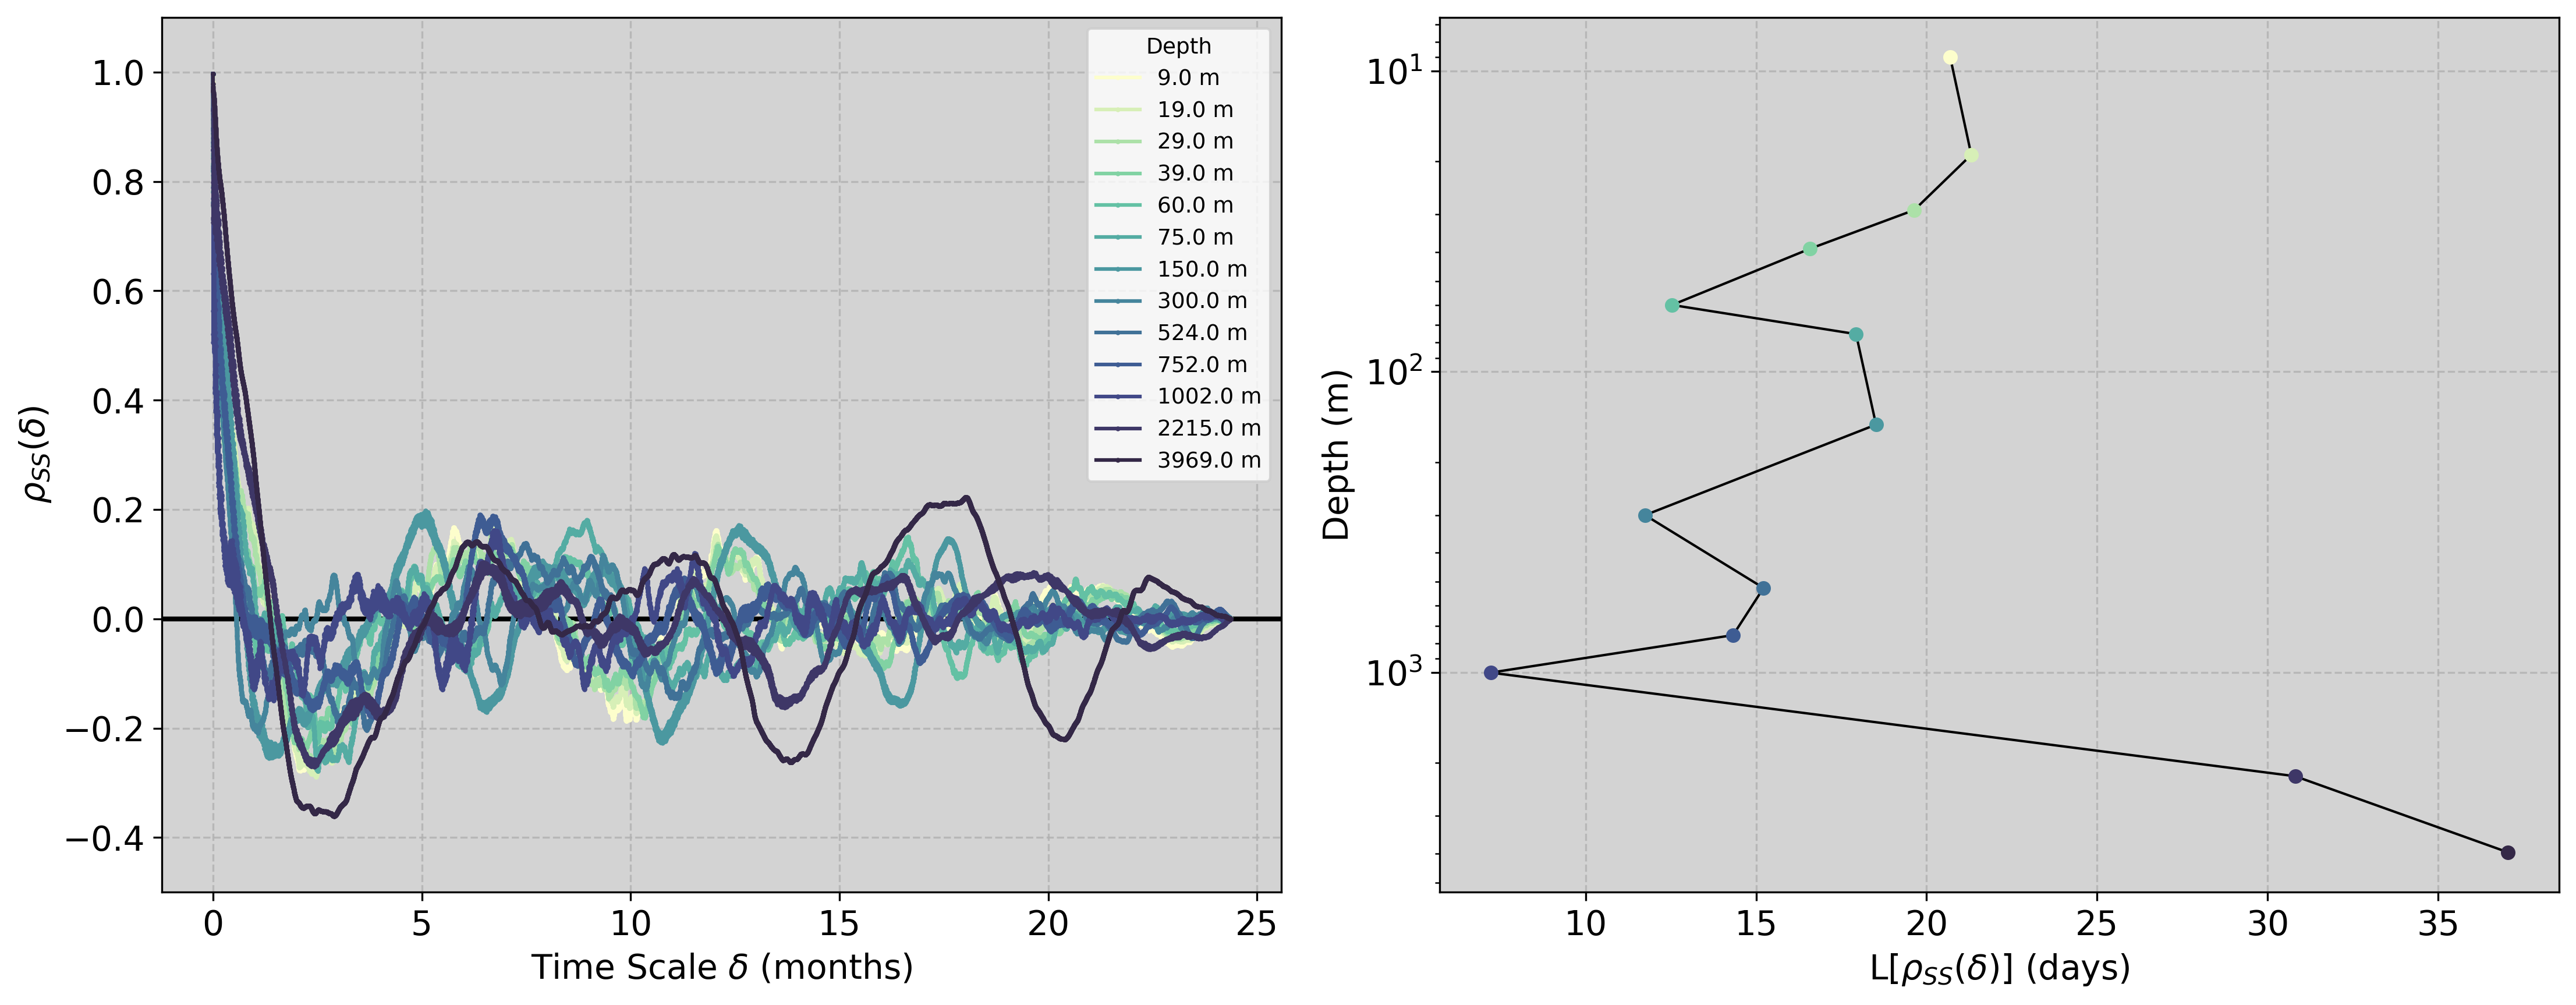 1.0
0.8
0.6
0.4
0.2
0.0
−0.2
−0.4
ρSS(δ)
0
5
10
15
20
25
Time Scale δ (months)
Depth
9.0 m
19.0 m
29.0 m
39.0 m
60.0 m
75.0 m
150.0 m
300.0 m
524.0 m
752.0 m
1002.0 m
2215.0 m
3969.0 m
10¹
10²
10³
Depth (m)
10
15
20
25
30
35
L[ρSS(δ)] (days)